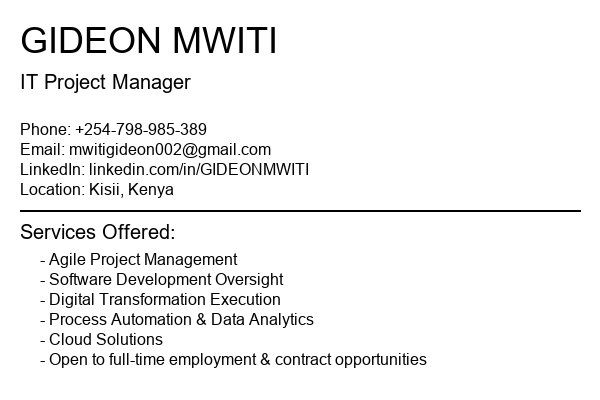 GIDEON MWITI
IT Project Manager
Phone: +254-798-985-389
Email: mwitigideon002@gmail.com
LinkedIn: linkedin.com/in/GIDEONMWITI
Location: Kisii, Kenya
Services Offered:
- Agile Project Management
- Software Development Oversight
- Digital Transformation Execution
- Process Automation & Data Analytics
- Cloud Solutions
- Open to full-time employment & contract opportunities